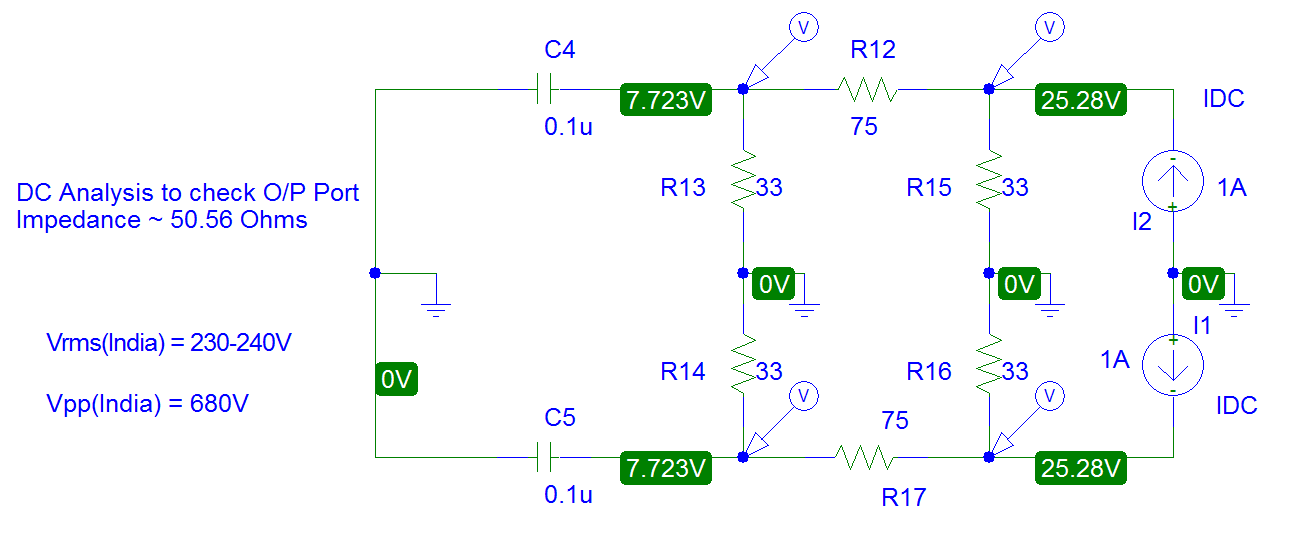 V
V
C4
R12
7.723V
25.28V
IDC
0.1u
75
DC Analysis to check O/P Port
Impedance ~ 50.56 Ohms
R13
33
R15
33
-
1A
+
I2
0V
0V
0V
I1
Vrms(India) = 230-240V
+
1A
R14
33
R16
33
0V
-
V
V
Vpp(India) = 680V
IDC
C5
75
7.723V
25.28V
0.1u
R17